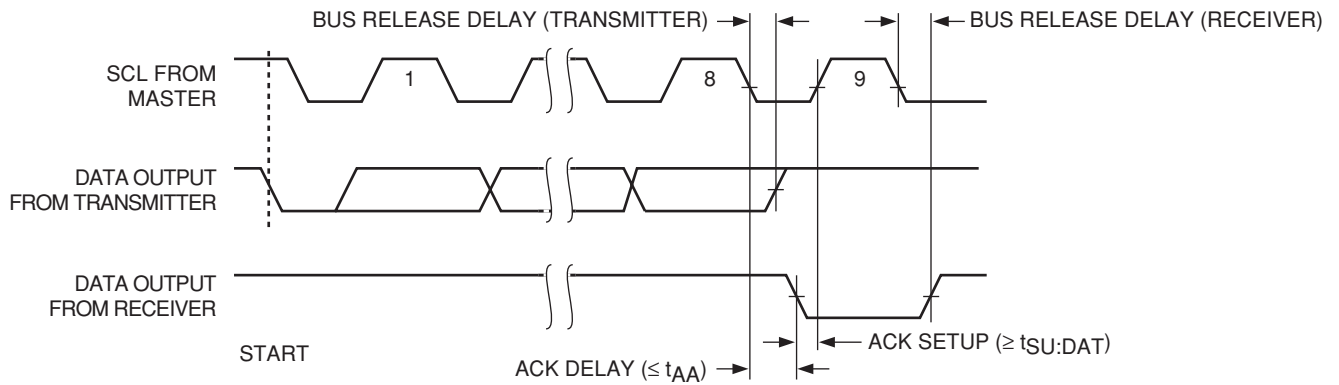 BUS RELEASE DELAY (TRANSMITTER)
BUS RELEASE DELAY (RECEIVER)
SCL FROM
MASTER
1
8
9
DATA OUTPUT
FROM TRANSMITTER
DATA OUTPUT
FROM RECEIVER
START
ACK SETUP (≥ tSU:DAT)
ACK DELAY (≤ tAA)